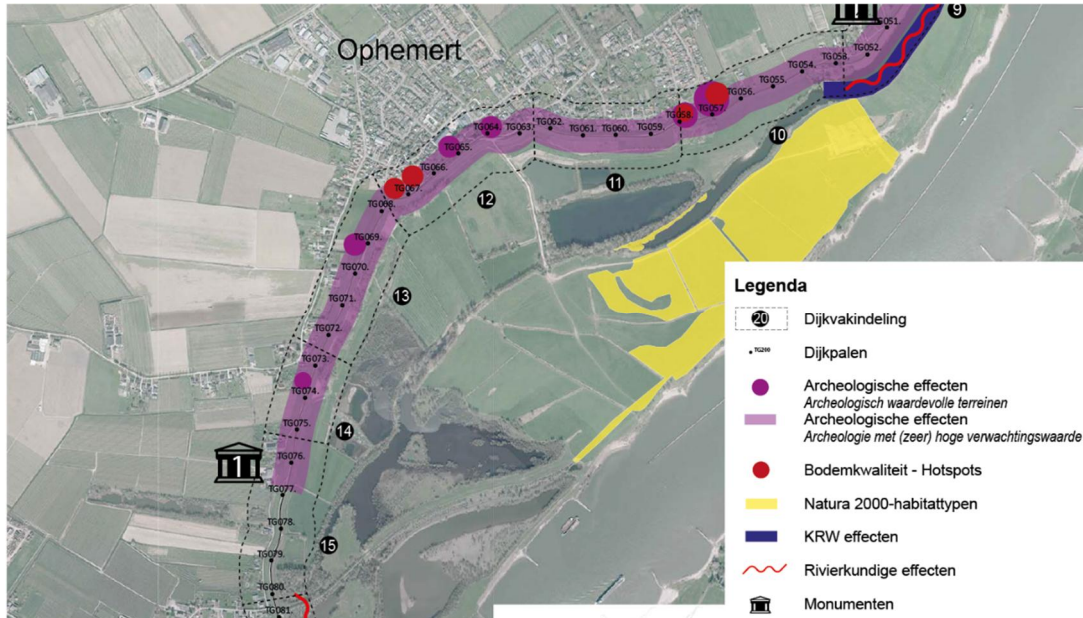 Ophemert
TG051.
9
TG052.
TG053.
TG054.
TG055.
TG056.
TG057.
TG058.
TG059.
TG060.
TG061.
TG062.
TG063.
TG064.
TG065.
TG066.
TG067.
TG068.
TG069.
TG070.
TG071.
TG072.
TG073.
TG074.
TG075.
TG076.
TG077.
TG078.
TG079.
TG080.
TG081.
10
11
12
13
14
15
1
Legenda
20 Dijkvakindeling
TG200 Dijkpalen
Archeologische effecten
Archeologisch waardevolle terreinen
Archeologische effecten
Archeologie met (zeer) hoge verwachtingswaarde
Bodemkwaliteit - Hotspots
Natura 2000-habitattypen
KRW effecten
Rivierkundige effecten
Monumenten